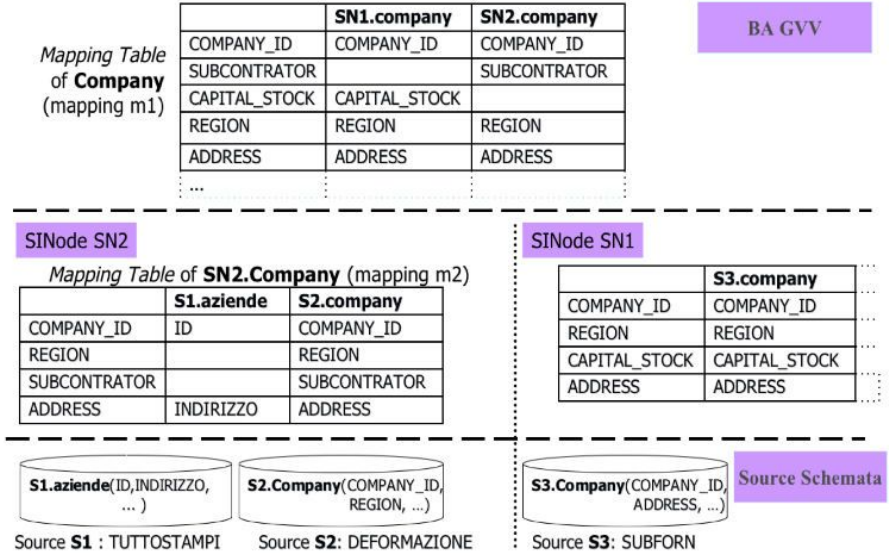 SN1.company SN2.company
BA GVV
Mapping Table
of Company
(mapping m1)
COMPANY_ID COMPANY_ID COMPANY_ID
SUBCONTRATOR SUBCONTRATOR
CAPITAL_STOCK CAPITAL_STOCK
REGION REGION REGION
ADDRESS ADDRESS ADDRESS
...
SINode SN2
Mapping Table of SN2.Company (mapping m2)
S1.aziende S2.company
COMPANY_ID ID COMPANY_ID
REGION REGION
SUBCONTRATOR SUBCONTRATOR
ADDRESS INDIRIZZO ADDRESS
SINode SN1
S3.company
COMPANY_ID COMPANY_ID
REGION REGION
CAPITAL_STOCK CAPITAL_STOCK
ADDRESS ADDRESS
S1.aziende(ID,INDIRIZZO,
... )
Source S1 : TUTTOSTAMPI
S2.Company(COMPANY_ID,
REGION, ...)
Source S2: DEFORMAZIONE
S3.Company(COMPANY_ID,
ADDRESS, ...)
Source S3: SUBFORN
Source Schemata